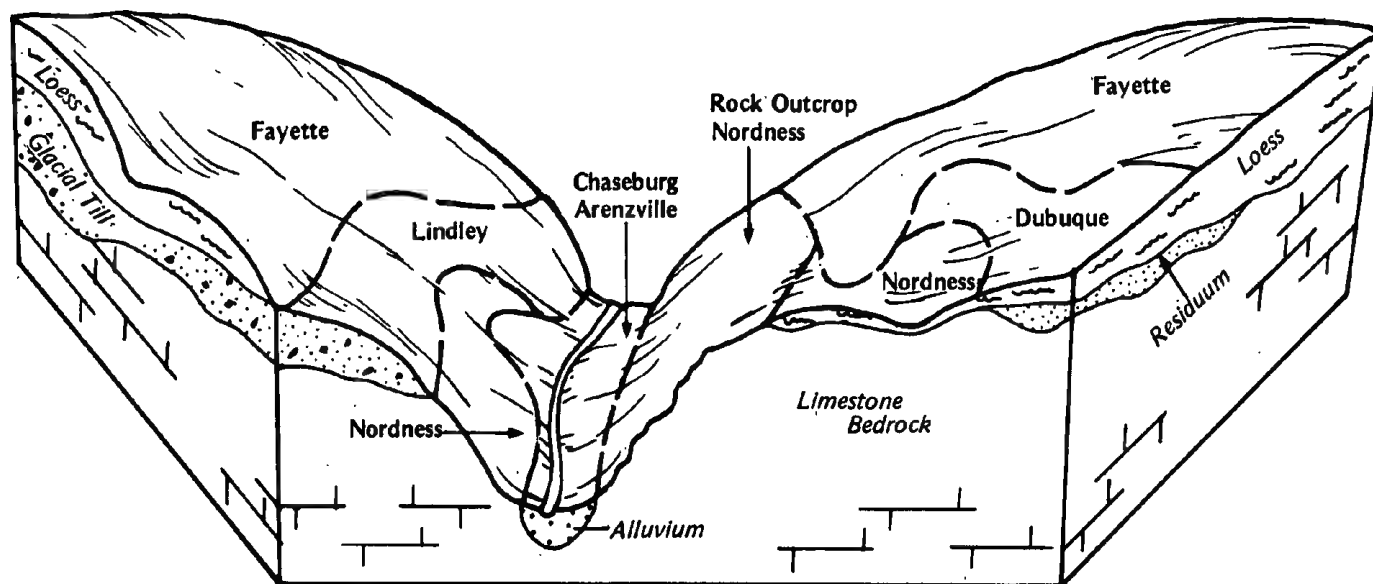 Loess
Glacial Till
Fayette
Lindley
Nordness
Chaseburg
Arenzville
Alluvium
Rock Outcrop
Nordness
Fayette
Dubuque
Nordness
Loess
Residuum
Limestone
Bedrock